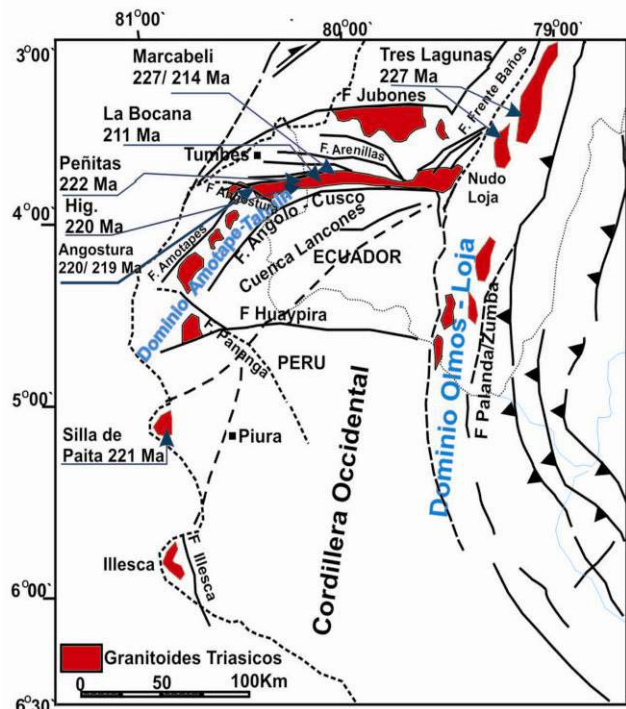 81°00`
80°00`
79°00`
3°00`
4°00`
5°00`
6°00`
6°30`
Marcabeli
227/ 214 Ma
Tres Lagunas
227 Ma
La Bocana
211 Ma
F Jubones
F. Frente Baños
F. Arenillas
Tumbes
Peñitas
222 Ma
Nudo
Loja
F Angostura
Hig.
220 Ma
F. Angolo - Cusco
Angostura
220/ 219 Ma
F. Amotapes
Dominio Amotape-Tahuin
Cuenca Lancones
ECUADOR
F Huaypira
F. Pananga
PERU
Dominio Olmos - Loja
F Palanda/Zumba
Silla de
Paita 221 Ma
Piura
Cordillera Occidental
Illesca
F Illesca
Granitoides Triasicos
0 50 100Km